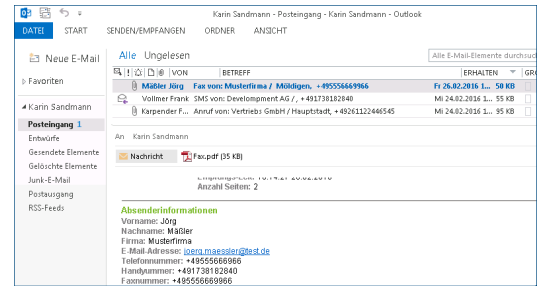 Karin Sandmann - Posteingang - Karin Sandmann - Outlook
DATEI START SENDEN/EMPFANGEN ORDNER ANSICHT
Neue E-Mail
Alle Ungelesen
Alle E-Mail-Elemente durchsuc
VON BETREFF ERHALTEN GRÖ
Favoriten
Mäßler Jörg Fax von: Musterfirma / Möldigen, +495556669966 Fr 26.02.2016 1... 50 KB
Vollmer Frank SMS von: Development AG / , +491738182840 Mi 24.02.2016 1... 55 KB
Karpender F... Anruf von: Vertriebs GmbH / Hauptstadt, +49261122446545 Mi 24.02.2016 1... 95 KB
Karin Sandmann
Posteingang 1
Entwürfe
Gesendete Elemente
Gelöschte Elemente
Junk-E-Mail
Postausgang
RSS-Feeds
An Karin Sandmann
Nachricht Fax.pdf (35 KB)
Anzahl Seiten: 2
Absenderinformationen
Vorname: Jörg
Nachname: Mäßler
Firma: Musterfirma
E-Mail-Adresse: joerg.maessler@test.de
Telefonnummer: +49555666966
Handyummer: +491738182840
Faxnummer: +495556669966